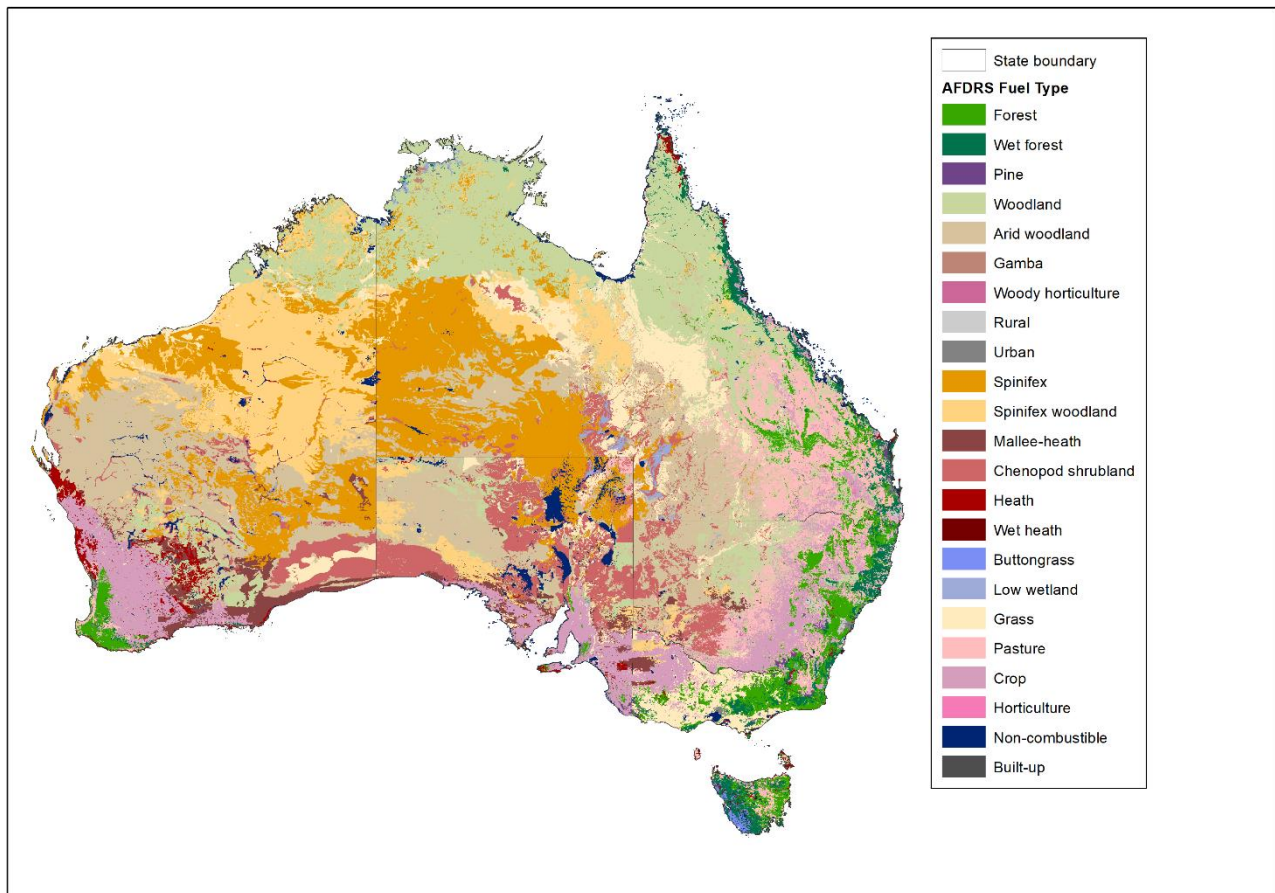 State boundary
AFDRS Fuel Type
Forest
Wet forest
Pine
Woodland
Arid woodland
Gamba
Woody horticulture
Rural
Urban
Spinifex
Spinifex woodland
Mallee-heath
Chenopod shrubland
Heath
Wet heath
Buttongrass
Low wetland
Grass
Pasture
Crop
Horticulture
Non-combustible
Built-up